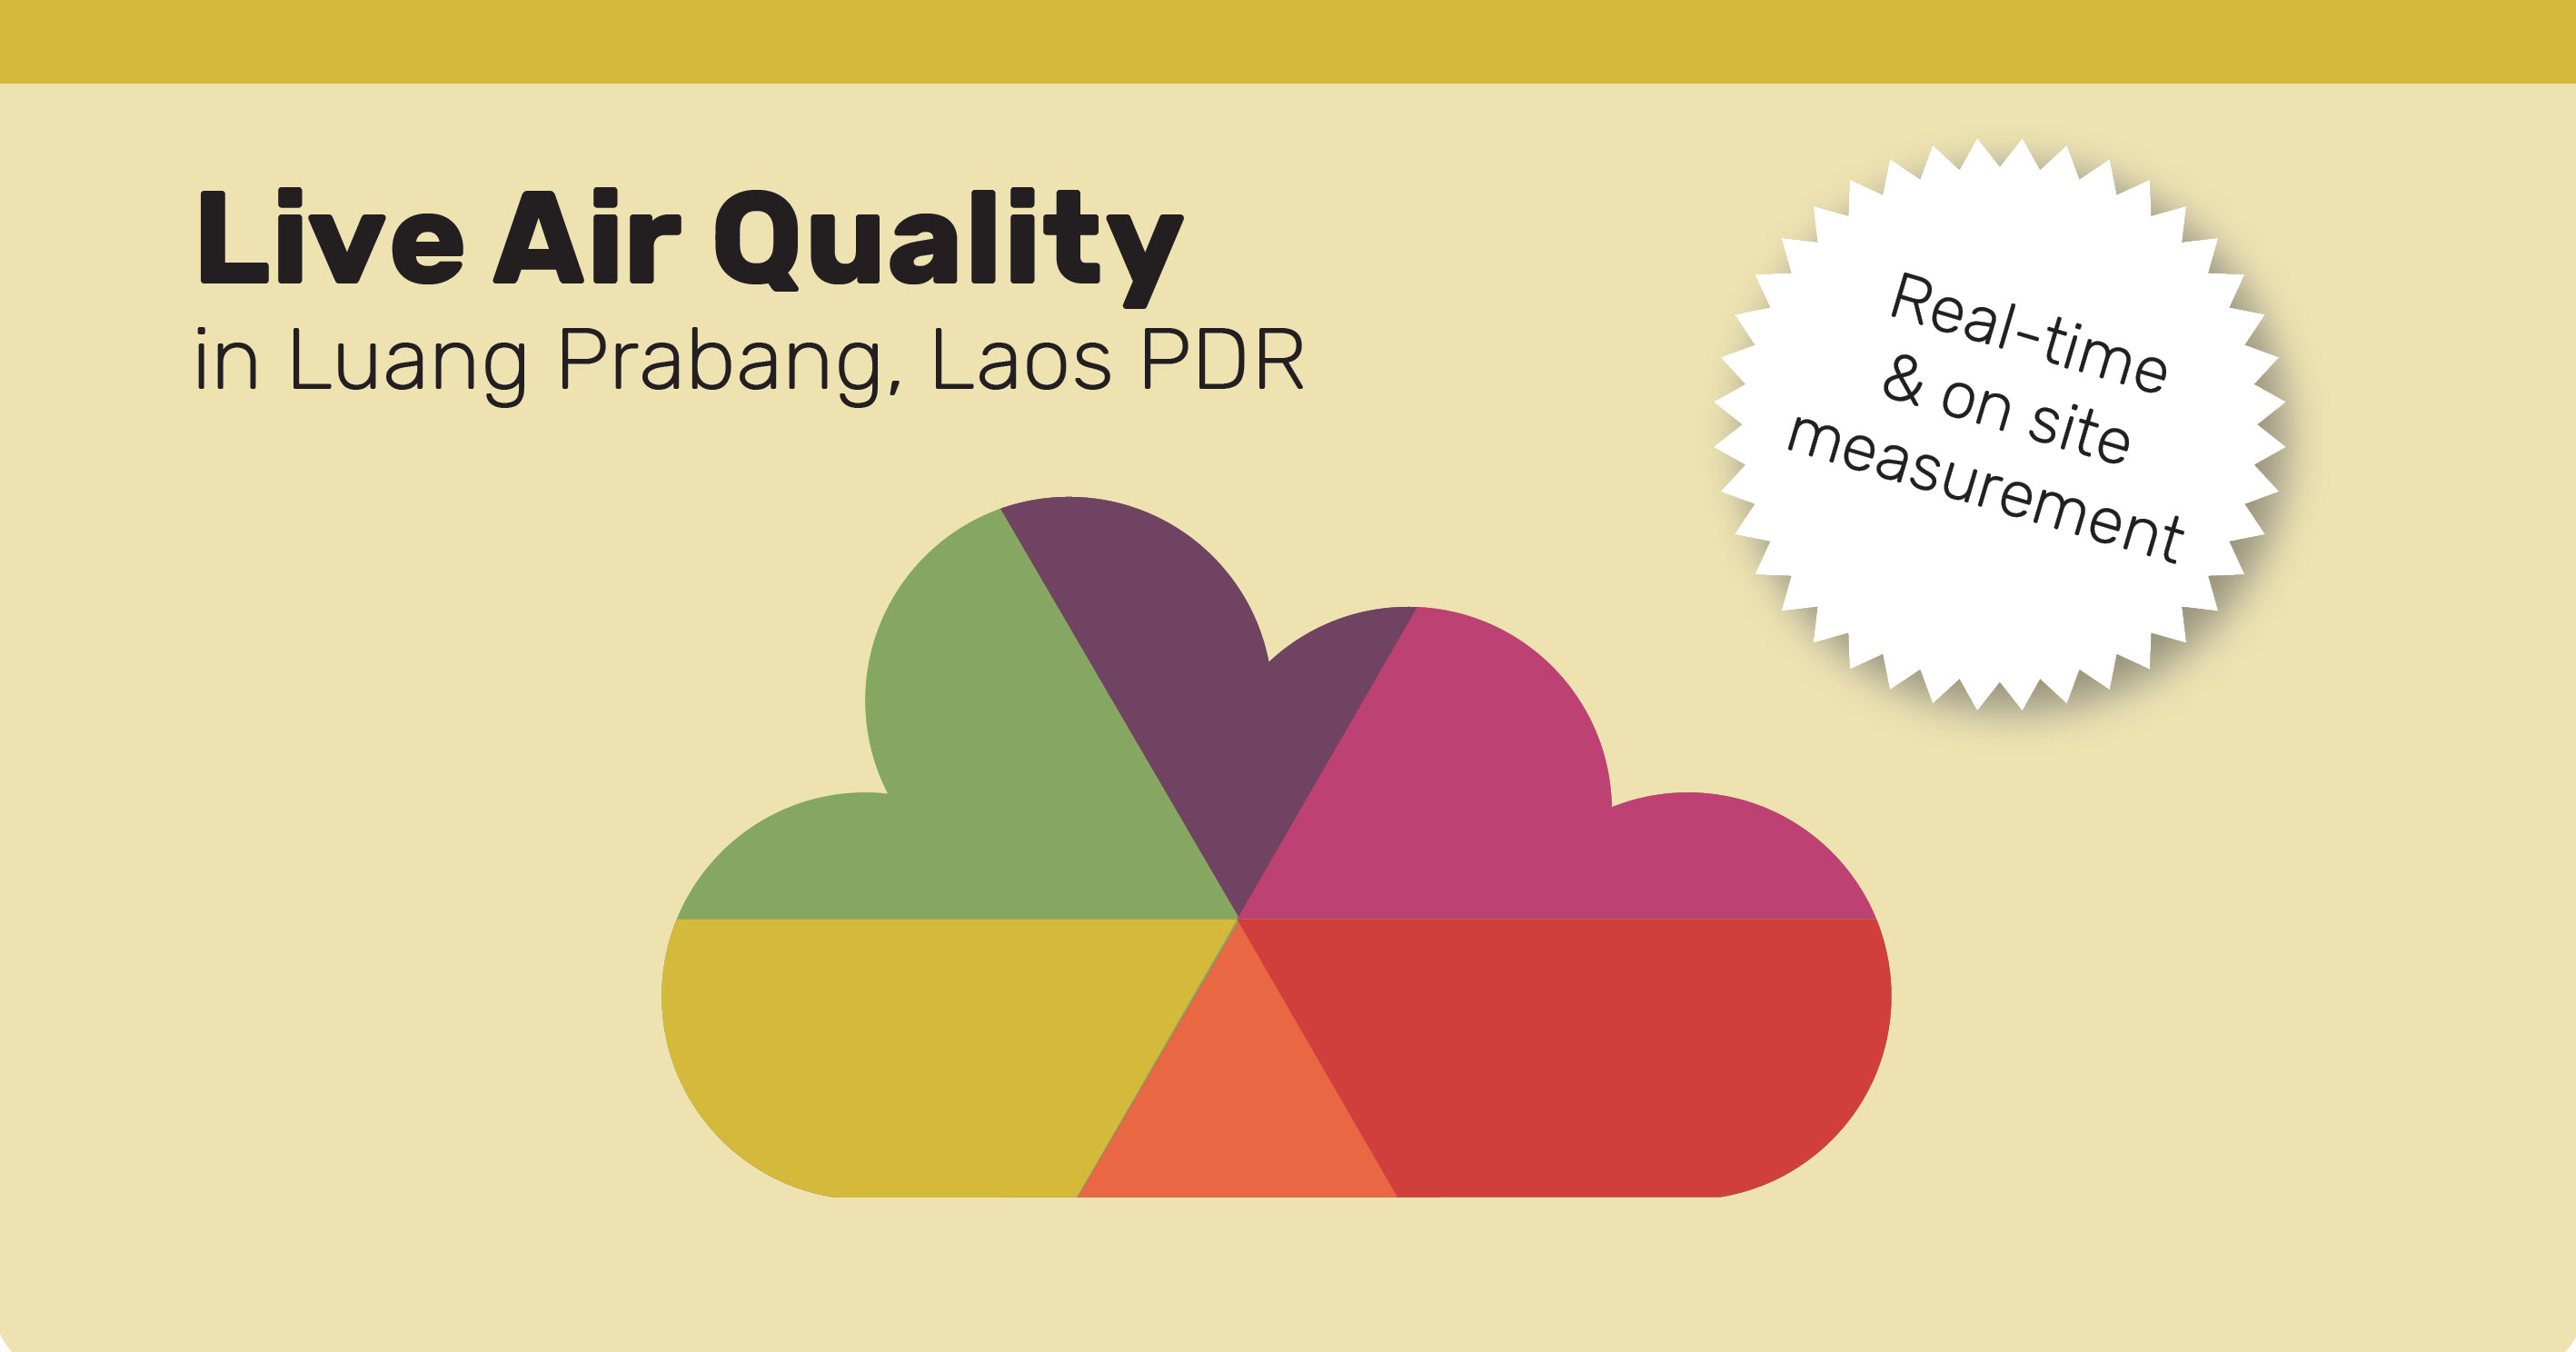 Live Air Quality
in Luang Prabang, Laos PDR
Real-time
& on site
measurement